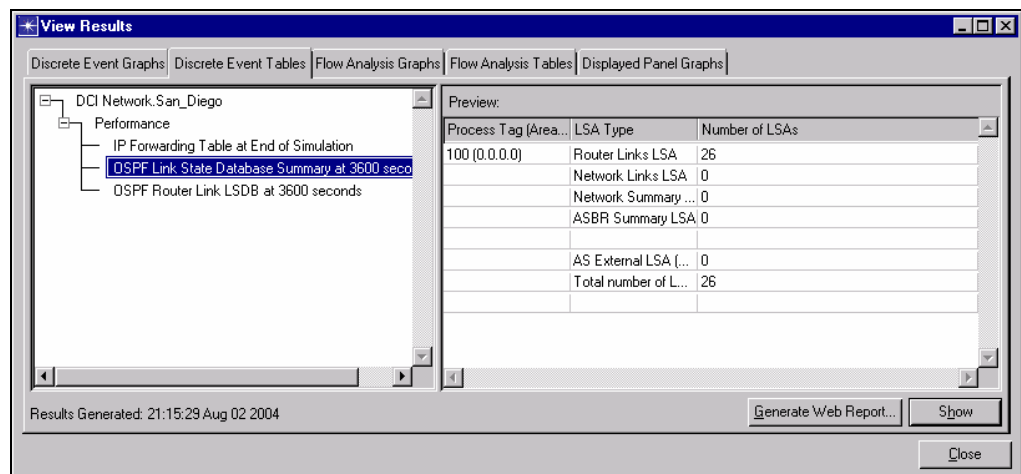 View Results
Discrete Event Graphs Discrete Event Tables Flow Analysis Graphs Flow Analysis Tables Displayed Panel Graphs
DCI Network.San_Diego
Performance
IP Forwarding Table at End of Simulation
OSPF Link State Database Summary at 3600 seco
OSPF Router Link LSDB at 3600 seconds
Preview:
Process Tag (Area... LSA Type Number of LSAs
100 (0.0.0.0) Router Links LSA 26
Network Links LSA 0
Network Summary ... 0
ASBR Summary LSA 0
AS External LSA (... 0
Total number of L... 26
Results Generated: 21:15:29 Aug 02 2004
Generate Web Report... Show
Close